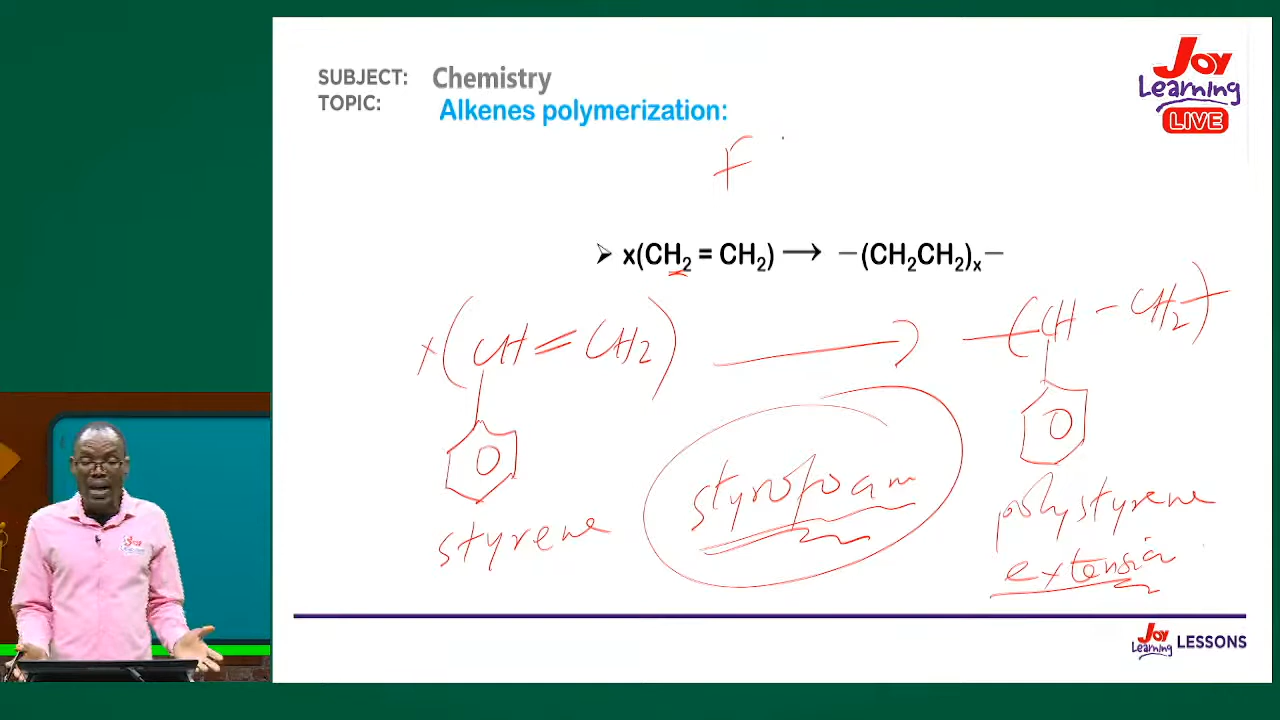 SUBJECT: Chemistry
TOPIC: Alkenes polymerization:
Joy
Learning
LIVE
F
➢ x(CH₂ = CH₂) → −(CH₂CH₂)ₓ−
x(CH=CH2) → −(CH − CH2)−
styrene
styrofoam
polystyrene
extension
Joy
Learning LESSONS